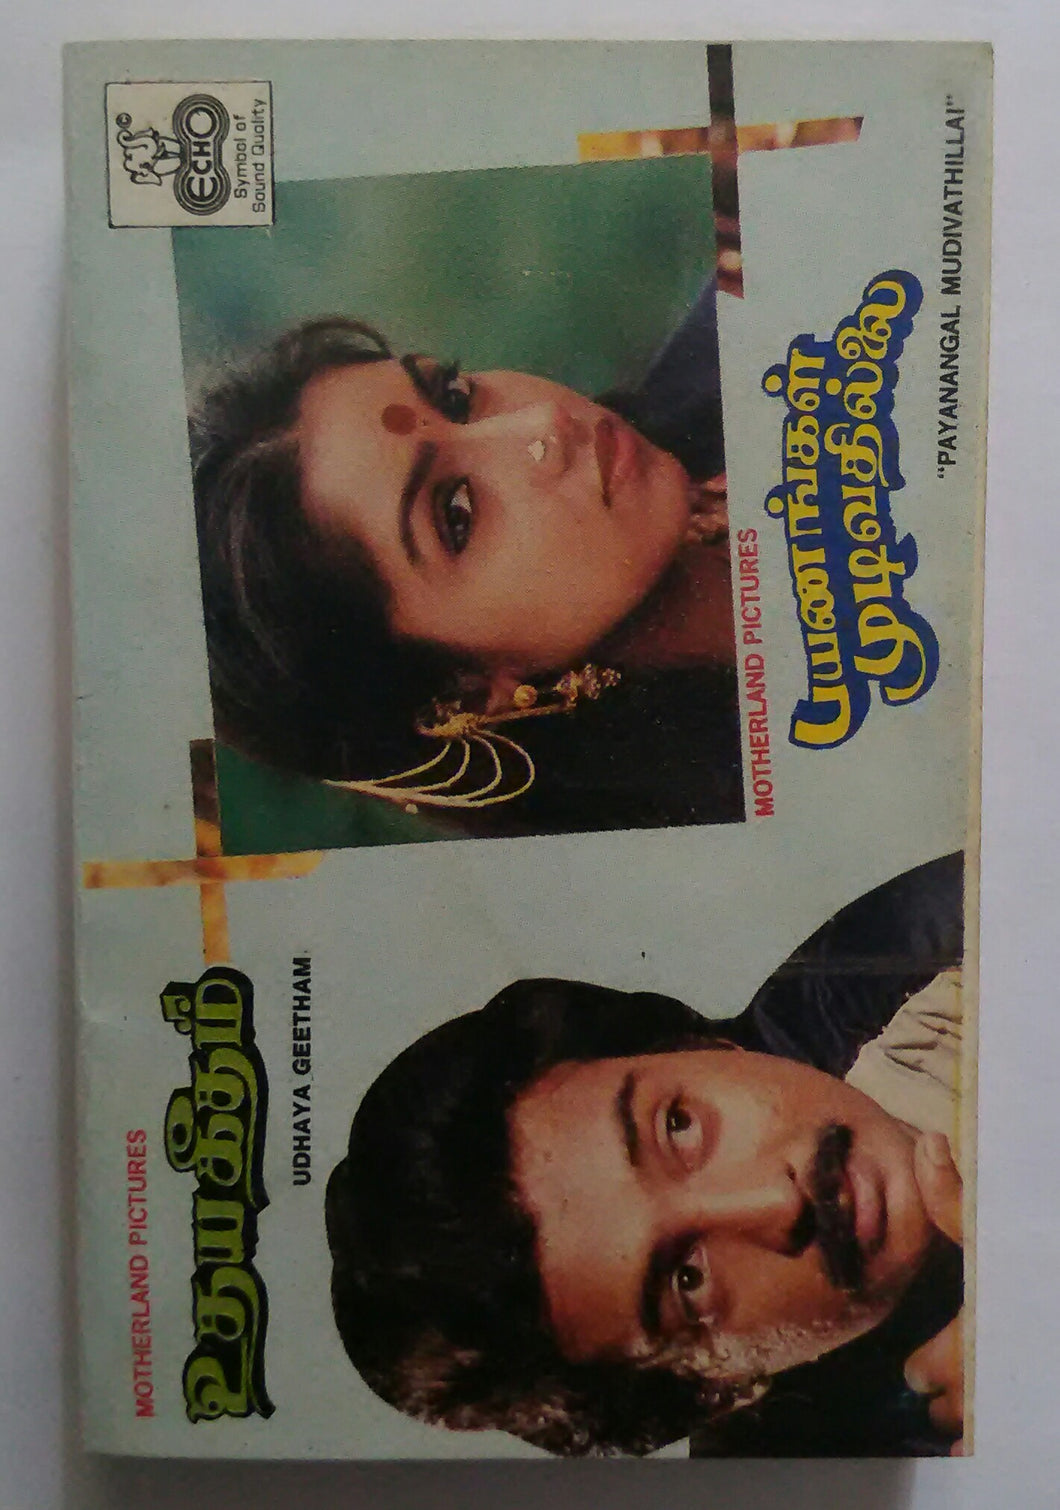 ECHO
Symbol of
Sound Quality
MOTHERLAND PICTURES
உதயகீதம்
UDHAYA GEETHAM
MOTHERLAND PICTURES
பயணங்கள்
முடிவதில்லை
"PAYANANGAL MUDIVATHILLAI"